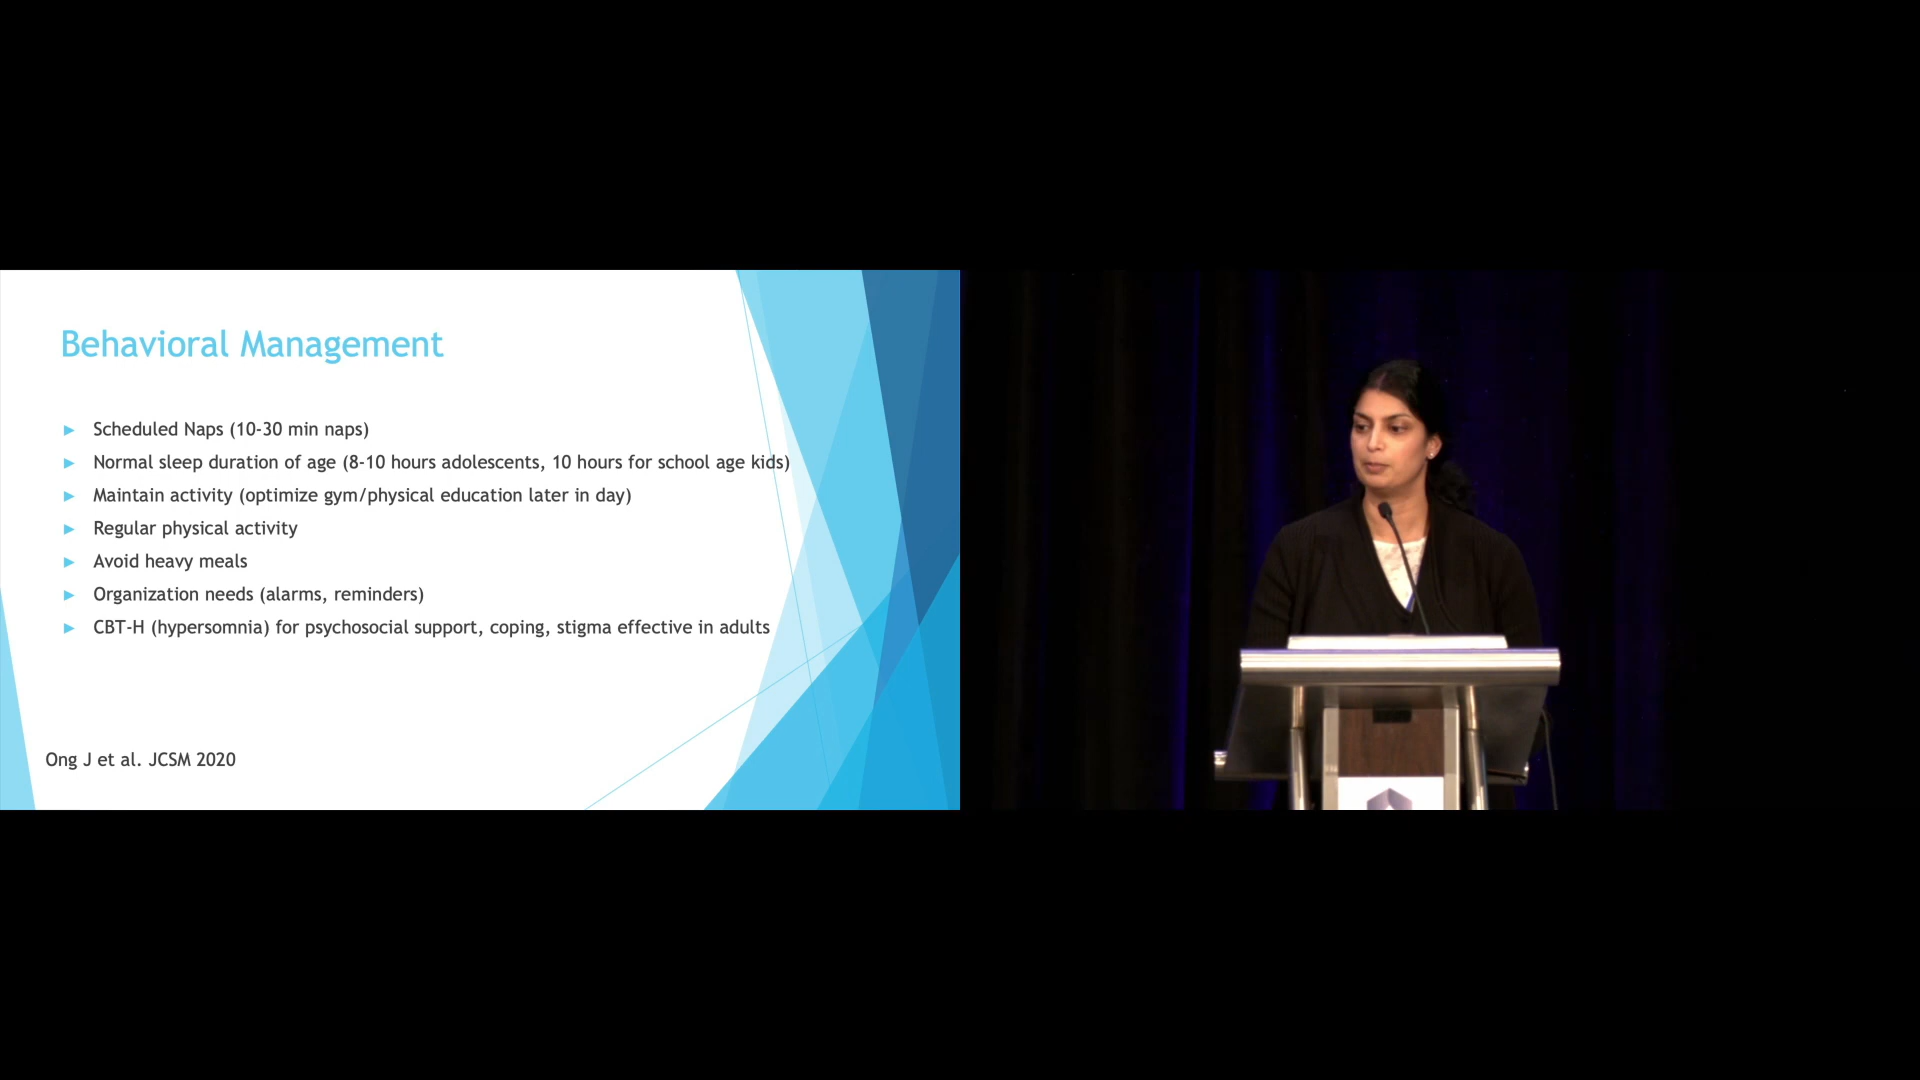 Behavioral Management
Scheduled Naps (10-30 min naps)
Normal sleep duration of age (8-10 hours adolescents, 10 hours for school age kids)
Maintain activity (optimize gym/physical education later in day)
Regular physical activity
Avoid heavy meals
Organization needs (alarms, reminders)
CBT-H (hypersomnia) for psychosocial support, coping, stigma effective in adults
Ong J et al. JCSM 2020